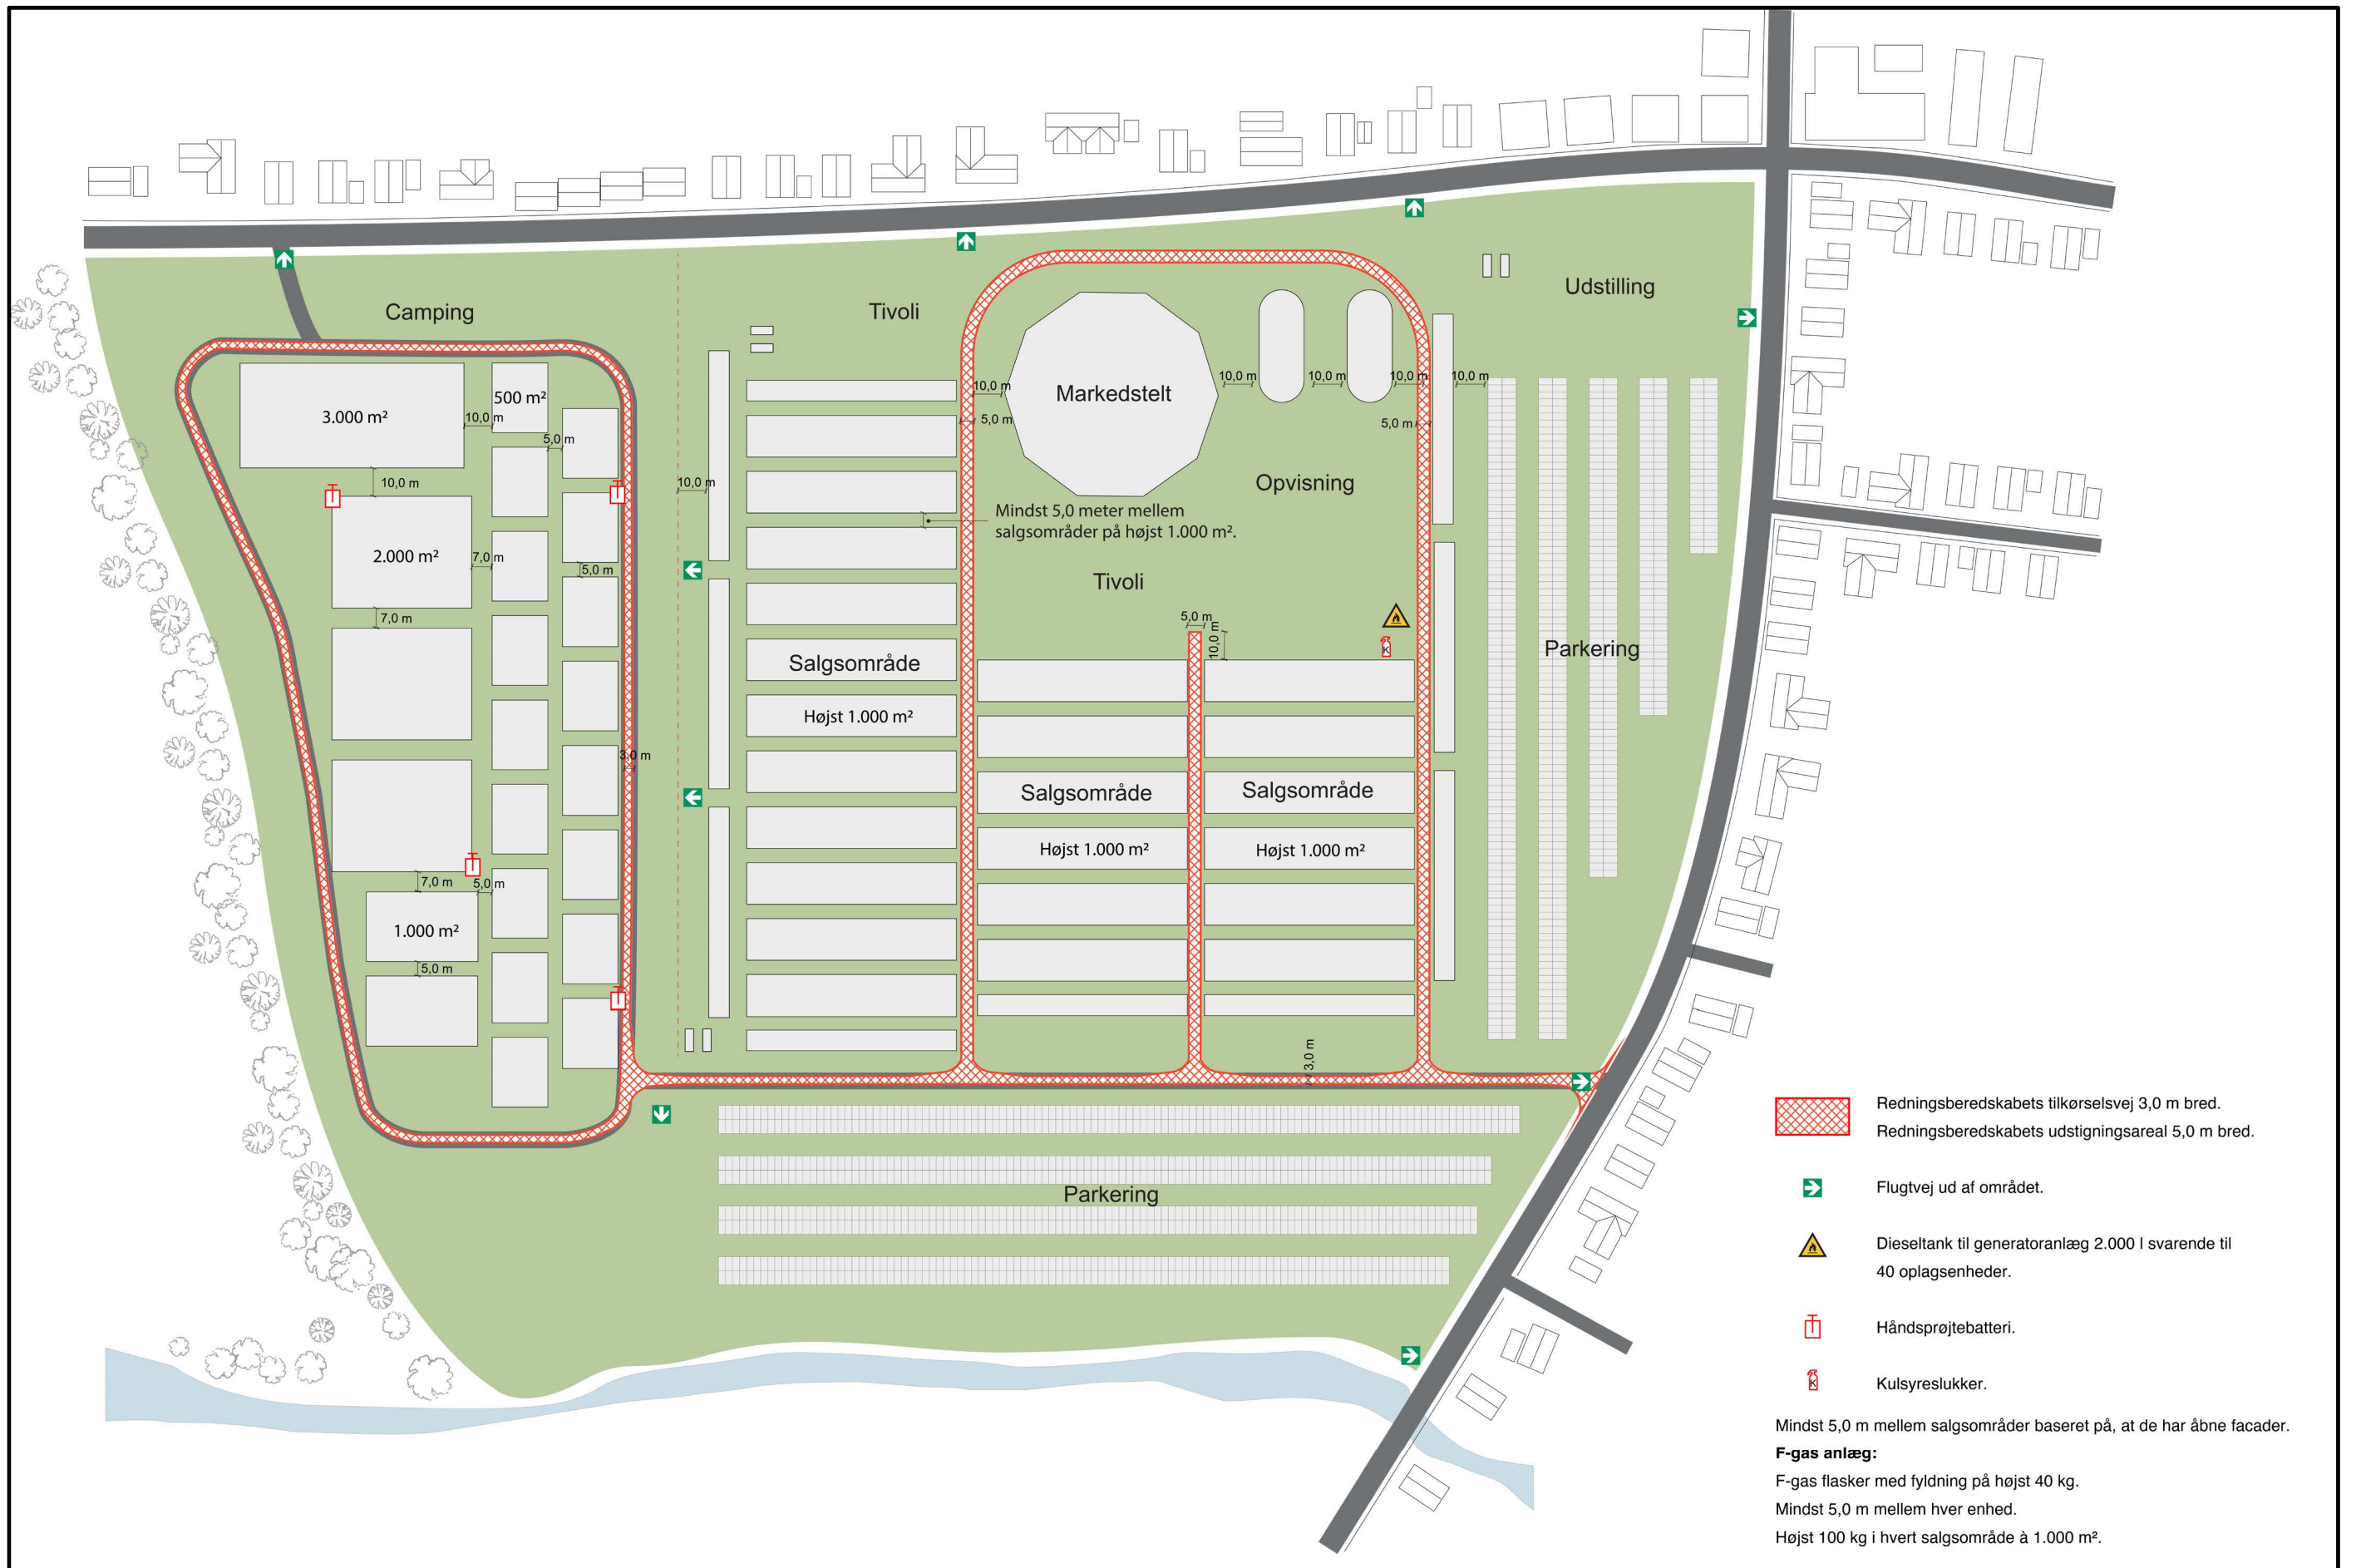 Camping
Tivoli
Udstilling
3.000 m²
500 m²
10,0 m
5,0 m
10,0 m
2.000 m²
7,0 m
5,0 m
7,0 m
3,0 m
7,0 m
5,0 m
1.000 m²
5,0 m
10,0 m
10,0 m
5,0 m
Markedstelt
10,0 m
10,0 m
10,0 m
10,0 m
5,0 m
Opvisning
Mindst 5,0 meter mellem
salgsområder på højst 1.000 m².
Tivoli
5,0 m
10,0 m
Salgsområde
Højst 1.000 m²
Salgsområde
Højst 1.000 m²
Salgsområde
Højst 1.000 m²
Parkering
3,0 m
Parkering
Redningsberedskabets tilkørselsvej 3,0 m bred.
Redningsberedskabets udstigningsareal 5,0 m bred.
Flugtvej ud af området.
Dieseltank til generatoranlæg 2.000 l svarende til
40 oplagsenheder.
Håndsprøjtebatteri.
K
K
Kulsyreslukker.
Mindst 5,0 m mellem salgsområder baseret på, at de har åbne facader.
F-gas anlæg:
F-gas flasker med fyldning på højst 40 kg.
Mindst 5,0 m mellem hver enhed.
Højst 100 kg i hvert salgsområde à 1.000 m².